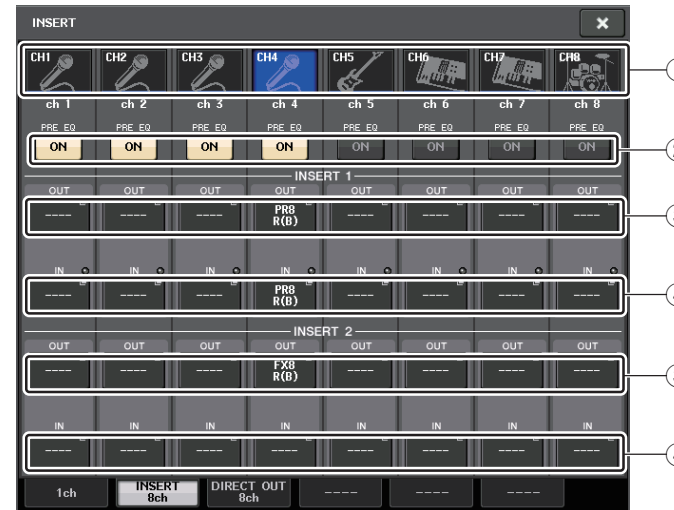 INSERT
CH1 CH2 CH3 CH4 CH5 CH6 CH7 CH8
ch 1 ch 2 ch 3 ch 4 ch 5 ch 6 ch 7 ch 8
PRE EQ PRE EQ PRE EQ PRE EQ PRE EQ PRE EQ PRE EQ PRE EQ
ON ON ON ON ON ON ON ON
INSERT 1
OUT OUT OUT OUT OUT OUT OUT OUT
---- ---- ---- PR8 R(B) ---- ---- ---- ----
IN IN IN IN IN IN IN IN
---- ---- ---- PR8 R(B) ---- ---- ---- ----
INSERT 2
OUT OUT OUT OUT OUT OUT OUT OUT
---- ---- ---- FX8 R(B) ---- ---- ---- ----
IN IN IN IN IN IN IN IN
---- ---- ---- ---- ---- ---- ---- ----
1ch INSERT 8ch DIRECT OUT 8ch ---- ---- ----